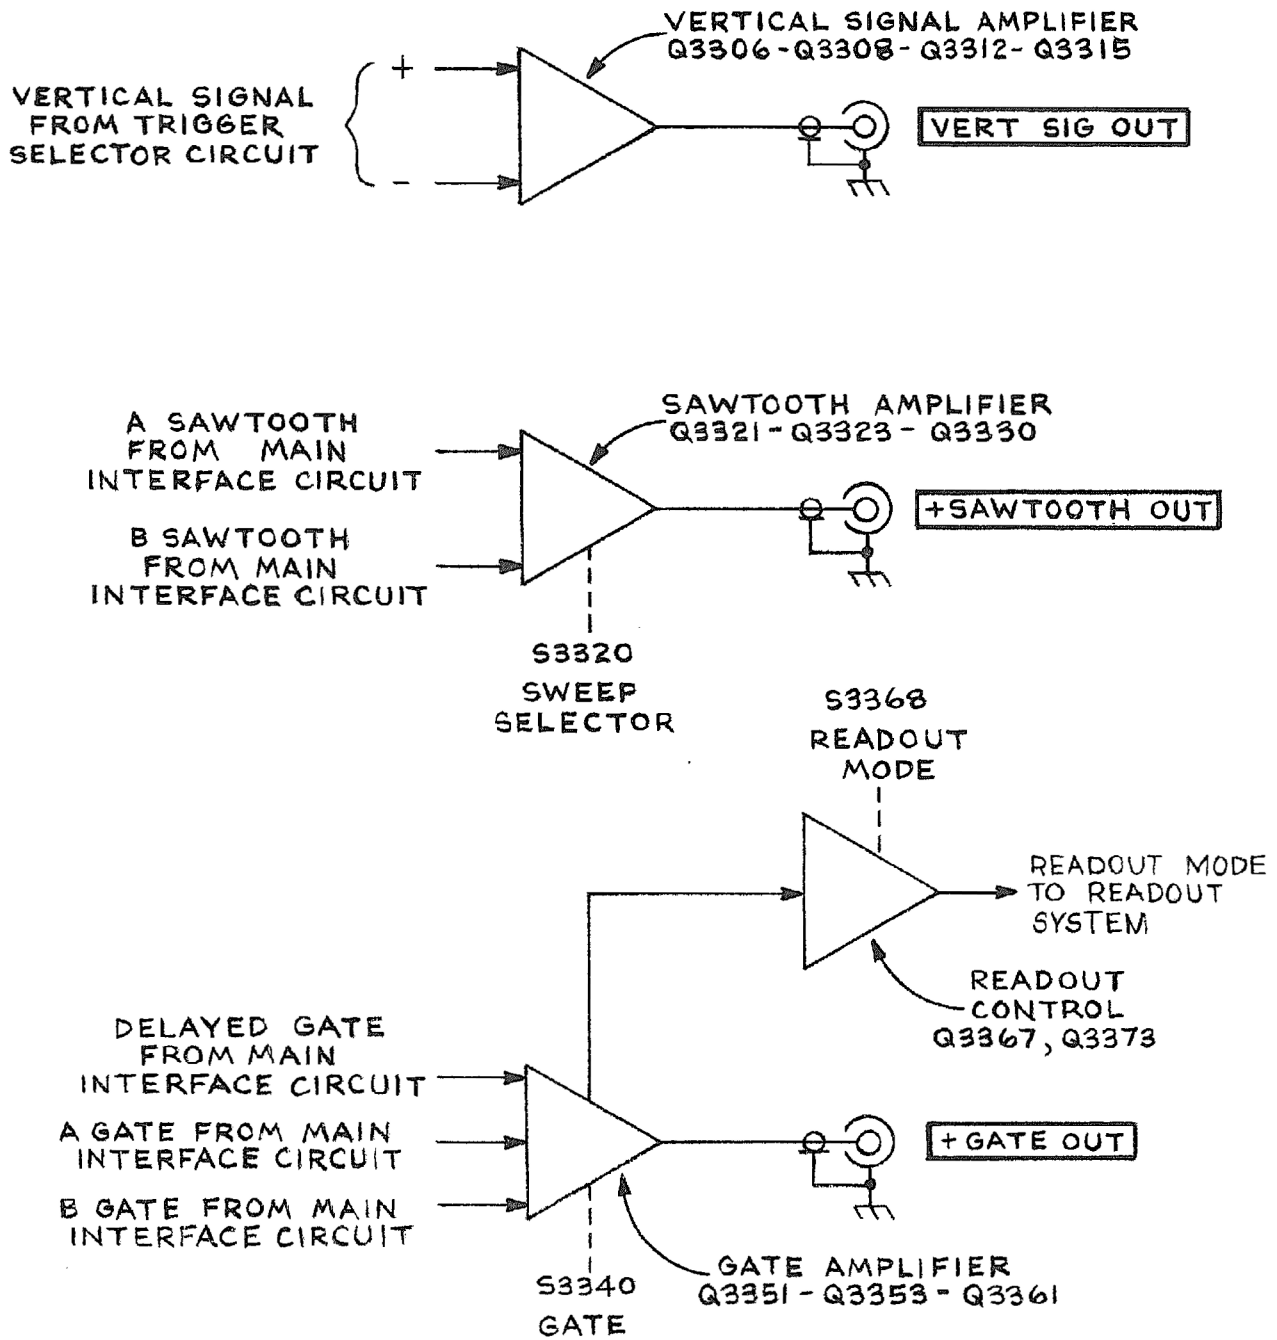 VERTICAL SIGNAL AMPLIFIER
Q3306-Q3308-Q3312-Q3315
VERTICAL SIGNAL
FROM TRIGGER
SELECTOR CIRCUIT
+
-
VERT SIG OUT
SAWTOOTH AMPLIFIER
Q3321-Q3323-Q3330
A SAWTOOTH
FROM MAIN
INTERFACE CIRCUIT
B SAWTOOTH
FROM MAIN
INTERFACE CIRCUIT
+SAWTOOTH OUT
S3320
SWEEP
SELECTOR
S3368
READOUT
MODE
READOUT MODE
TO READOUT
SYSTEM
READOUT
CONTROL
Q3367, Q3373
DELAYED GATE
FROM MAIN
INTERFACE CIRCUIT
A GATE FROM MAIN
INTERFACE CIRCUIT
B GATE FROM MAIN
INTERFACE CIRCUIT
+GATE OUT
S3340
GATE
GATE AMPLIFIER
Q3351-Q3353-Q3361